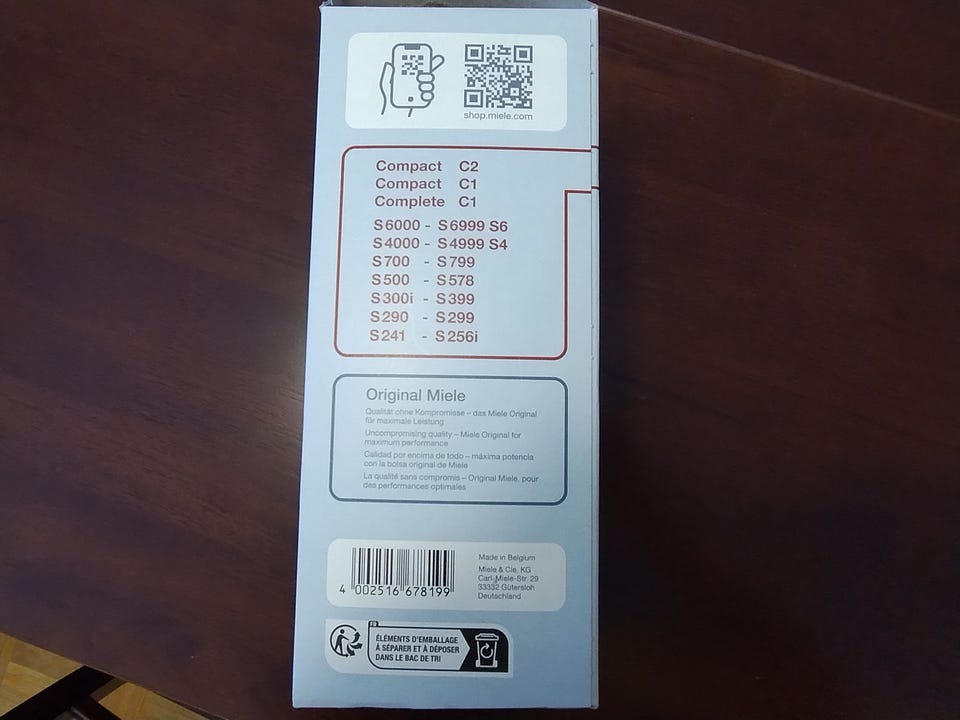 shop.miele.com
Compact C2
Compact C1
Complete C1
S6000 - S6999 S6
S4000 - S4999 S4
S700 - S799
S500 - S578
S300i - S399
S290 - S299
S241 - S256i
Original Miele
Qualität ohne Kompromisse – das Miele Original
für maximale Leistung
Uncompromising quality – Miele Original for
maximum performance
Calidad por encima de todo – máxima potencia
con la bolsa original de Miele
La qualité sans compromis – Original Miele, pour
des performances optimales
4 002516 678199
Made in Belgium
Miele & Cie. KG
Carl-Miele-Str. 29
33332 Gütersloh
Deutschland
FR
ÉLÉMENTS D'EMBALLAGE
À SÉPARER ET À DÉPOSER
DANS LE BAC DE TRI